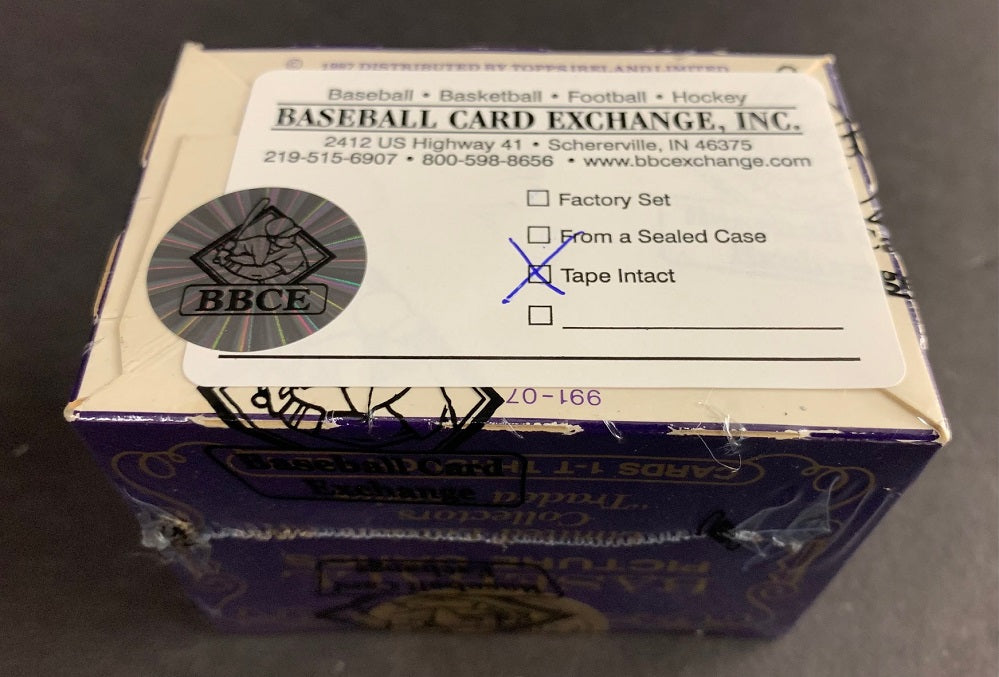 © 1987 DISTRIBUTED BY TOPPS IRELAND LIMITED
Baseball • Basketball • Football • Hockey
BASEBALL CARD EXCHANGE, INC.
2412 US Highway 41 • Schererville, IN 46375
219-515-6907 • 800-598-8656 • www.bbcexchange.com
Factory Set
From a Sealed Case
Tape Intact
BBCE
991-07
Baseball Card
Exchange
CARDS 1-T TH
"Traded
Collectors
PICTURE